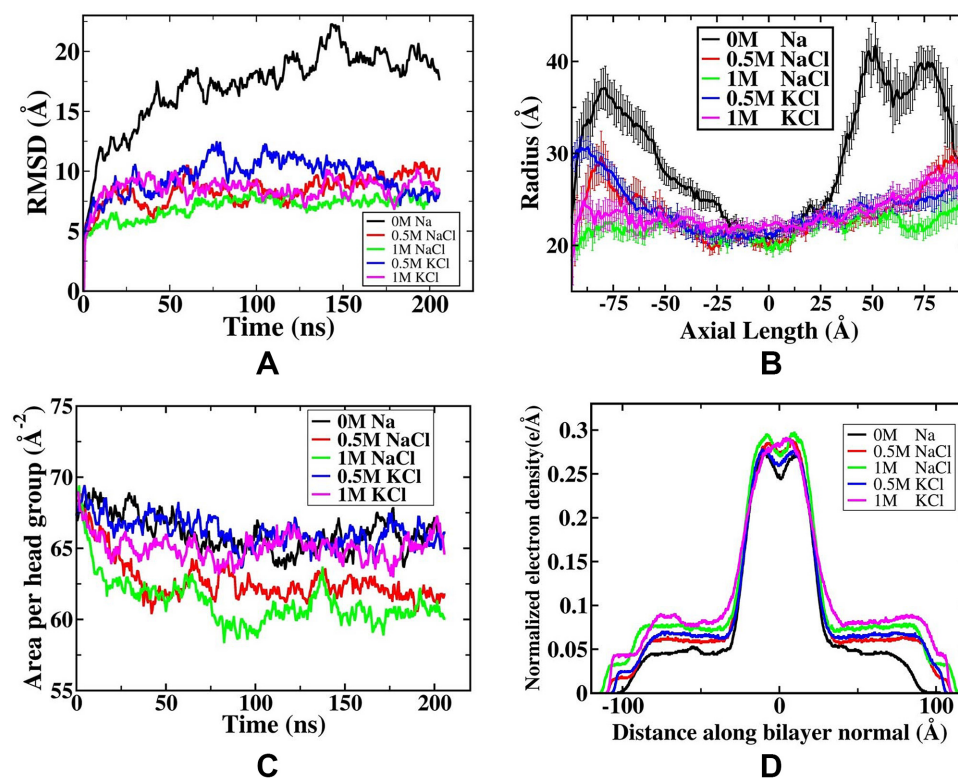 RMSD (Å)
25
20
15
10
5
0
0M Na
0.5M NaCl
1M NaCl
0.5M KCl
1M KCl
0 50 100 150 200
Time (ns)
A
Radius (Å)
40
30
20
0M Na
0.5M NaCl
1M NaCl
0.5M KCl
1M KCl
-75 -50 -25 0 25 50 75
Axial Length (Å)
B
Area per head group (Å-2)
75
70
65
60
55
0M Na
0.5M NaCl
1M NaCl
0.5M KCl
1M KCl
0 50 100 150 200
Time (ns)
C
Normalized electron density(e/Å)
0.3
0.25
0.2
0.15
0.1
0.05
0
0M Na
0.5M NaCl
1M NaCl
0.5M KCl
1M KCl
-100 0 100
Distance along bilayer normal (Å)
D